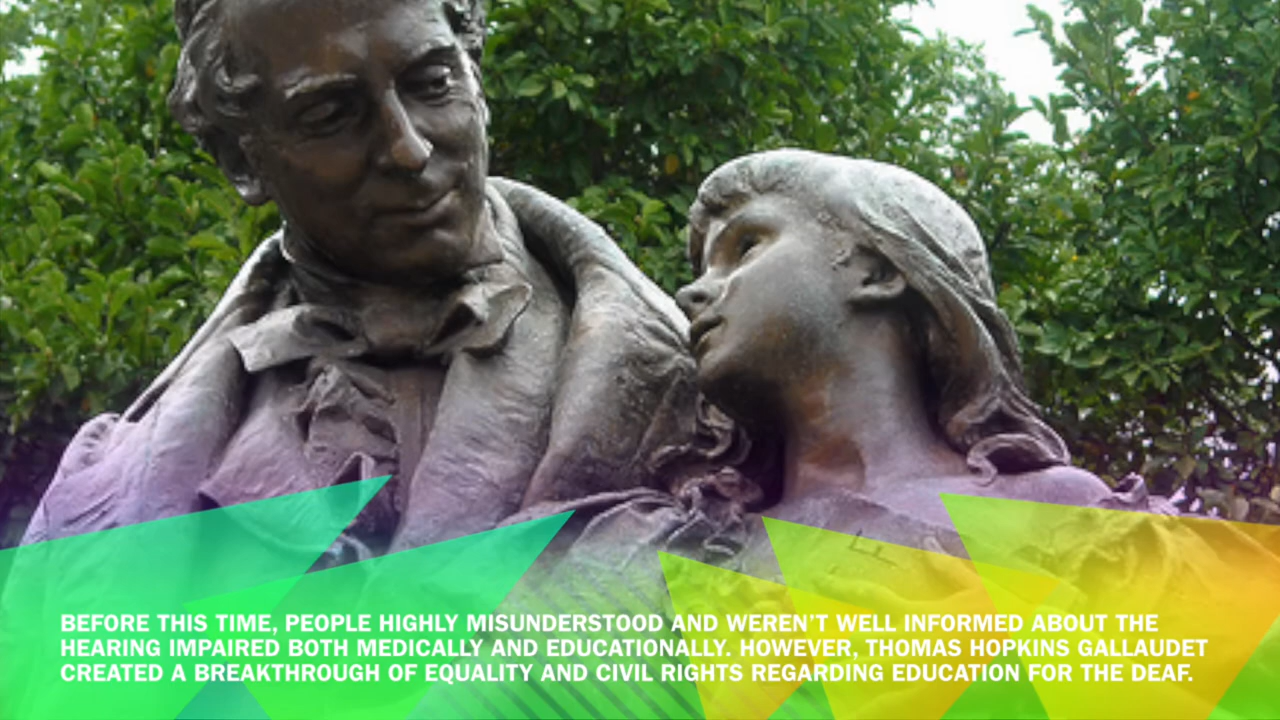 BEFORE THIS TIME, PEOPLE HIGHLY MISUNDERSTOOD AND WEREN'T WELL INFORMED ABOUT THE
HEARING IMPAIRED BOTH MEDICALLY AND EDUCATIONALLY. HOWEVER, THOMAS HOPKINS GALLAUDET
CREATED A BREAKTHROUGH OF EQUALITY AND CIVIL RIGHTS REGARDING EDUCATION FOR THE DEAF.